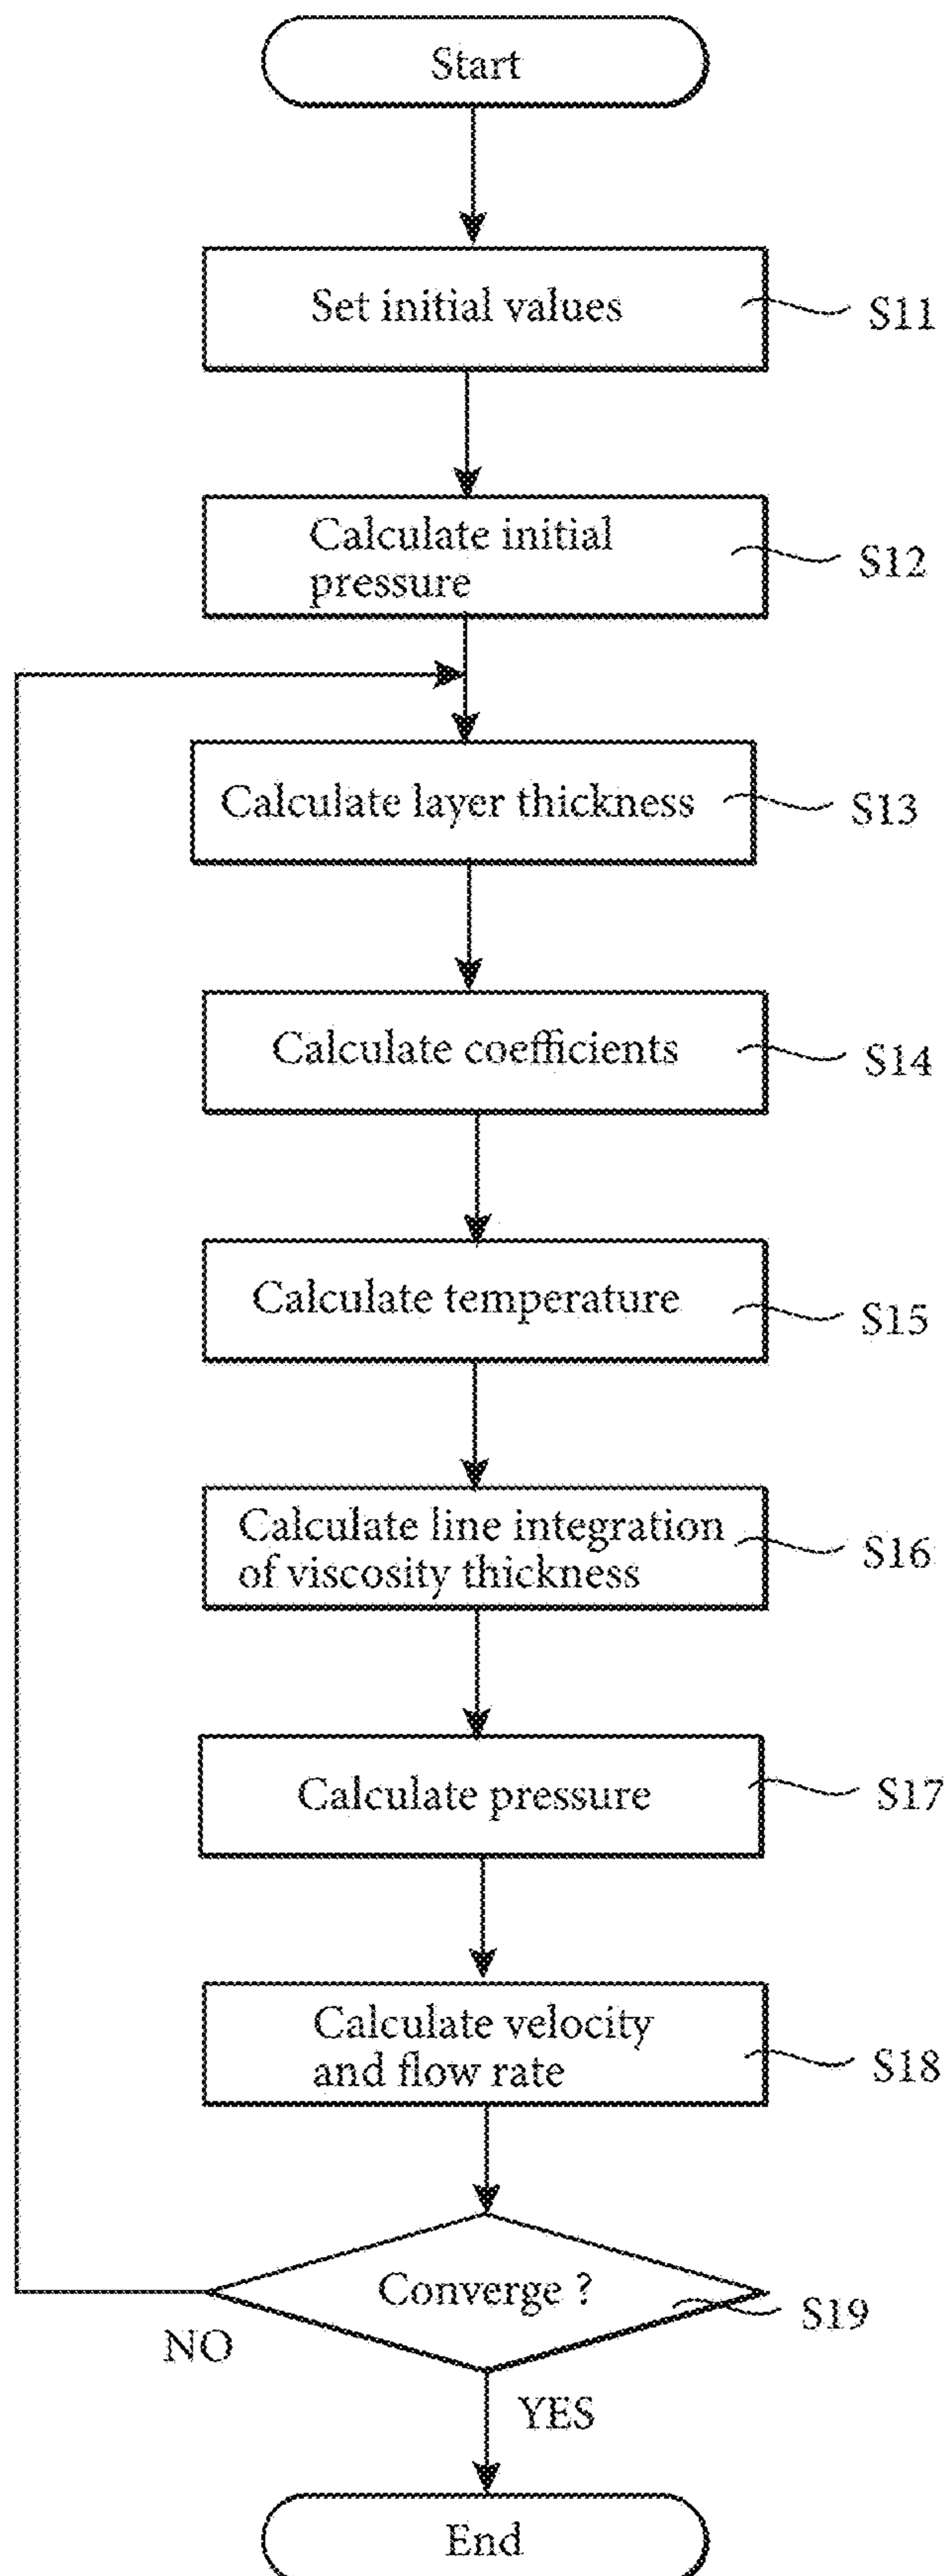 Start
Set initial values
S11
Calculate initial
pressure
S12
Calculate layer thickness
S13
Calculate coefficients
S14
Calculate temperature
S15
Calculate line integration
of viscosity thickness
S16
Calculate pressure
S17
Calculate velocity
and flow rate
S18
Converge ?
S19
NO
YES
End